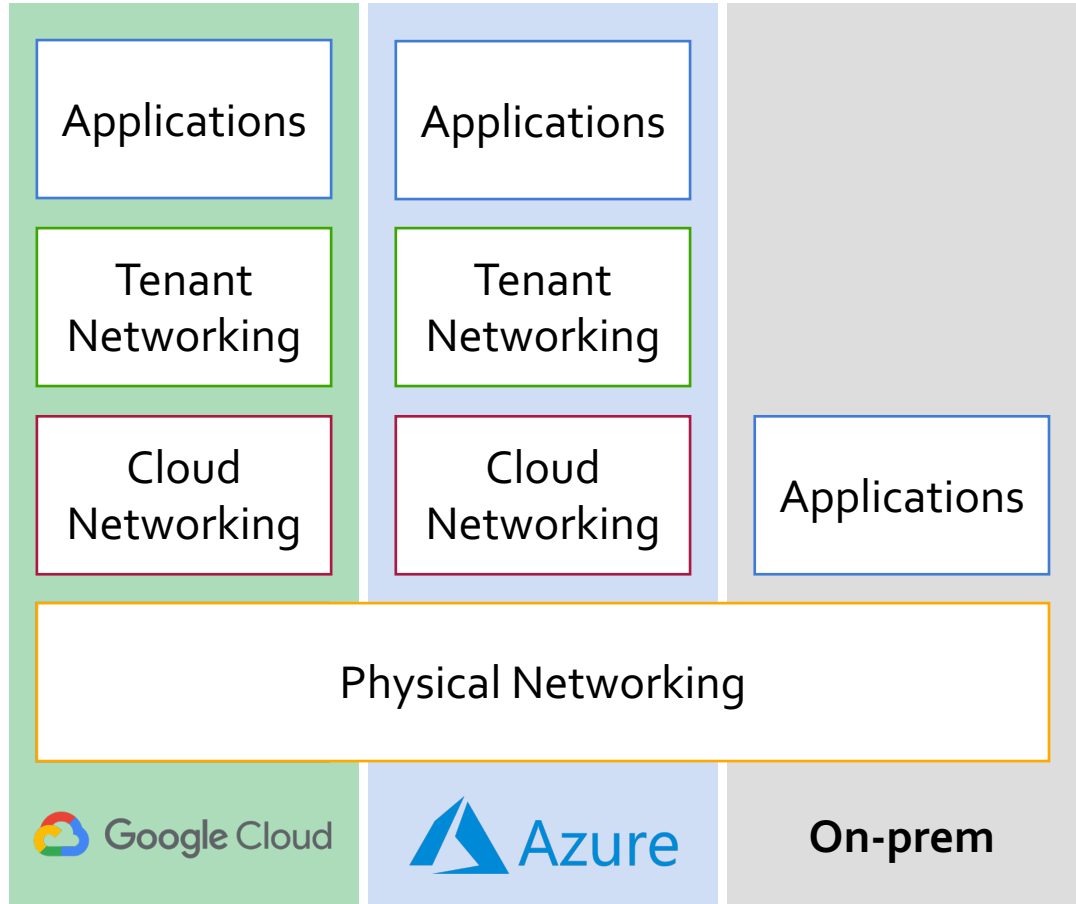 Applications
Applications
Tenant
Networking
Tenant
Networking
Cloud
Networking
Cloud
Networking
Applications
Physical Networking
Google Cloud
Azure
On-prem